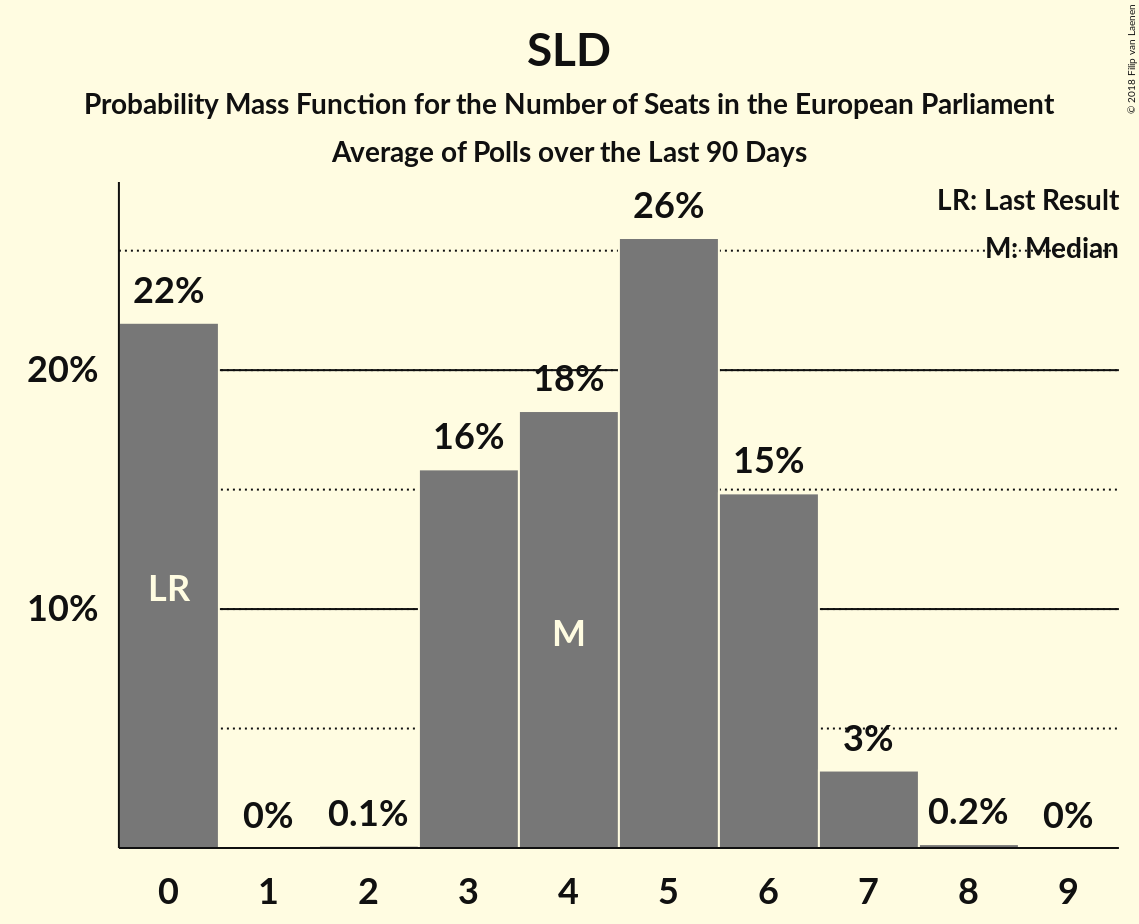 SLD
Probability Mass Function for the Number of Seats in the European Parliament
Average of Polls over the Last 90 Days
© 2018 Filip van Laenen
LR: Last Result
M: Median
26%
22%
20%
18%
16%
15%
LR
10%
M
3%
0%
0.1%
0.2%
0%
0 1 2 3 4 5 6 7 8 9